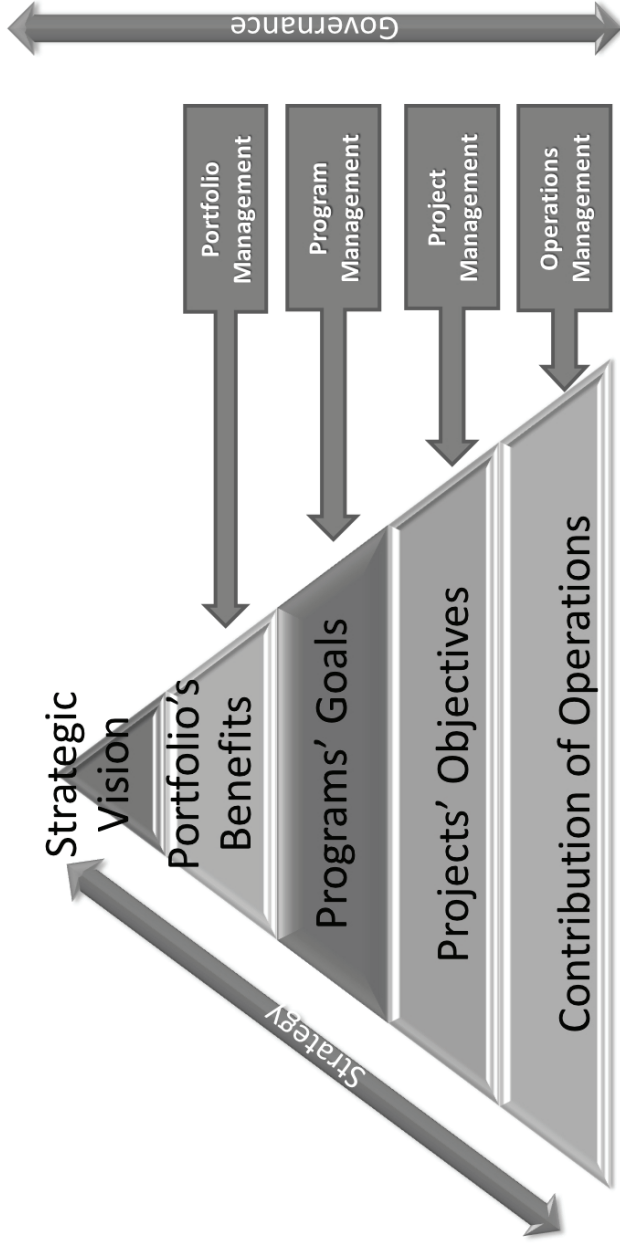 Governance
Strategy
Strategic
Vision
Portfolio’s
Benefits
Programs’ Goals
Projects’ Objectives
Contribution of Operations
Portfolio
Management
Program
Management
Project
Management
Operations
Management